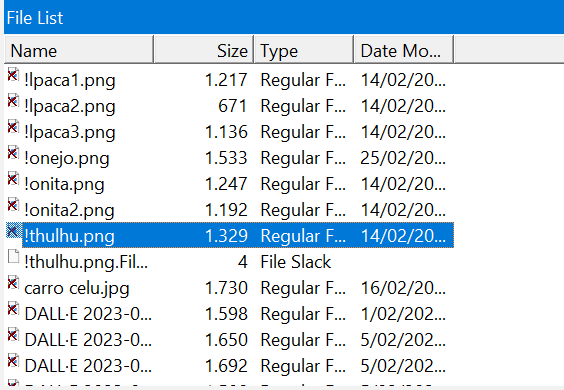 File List
Name Size Type Date Mo...
!lpaca1.png 1.217 Regular F... 14/02/20...
!lpaca2.png 671 Regular F... 14/02/20...
!lpaca3.png 1.136 Regular F... 14/02/20...
!onejo.png 1.533 Regular F... 25/02/20...
!onita.png 1.247 Regular F... 14/02/20...
!onita2.png 1.192 Regular F... 14/02/20...
!thulhu.png 1.329 Regular F... 14/02/20...
!thulhu.png.Fil... 4 File Slack
carro celu.jpg 1.730 Regular F... 16/02/20...
DALL·E 2023-0... 1.598 Regular F... 1/02/202...
DALL·E 2023-0... 1.650 Regular F... 5/02/202...
DALL·E 2023-0... 1.692 Regular F... 5/02/202...